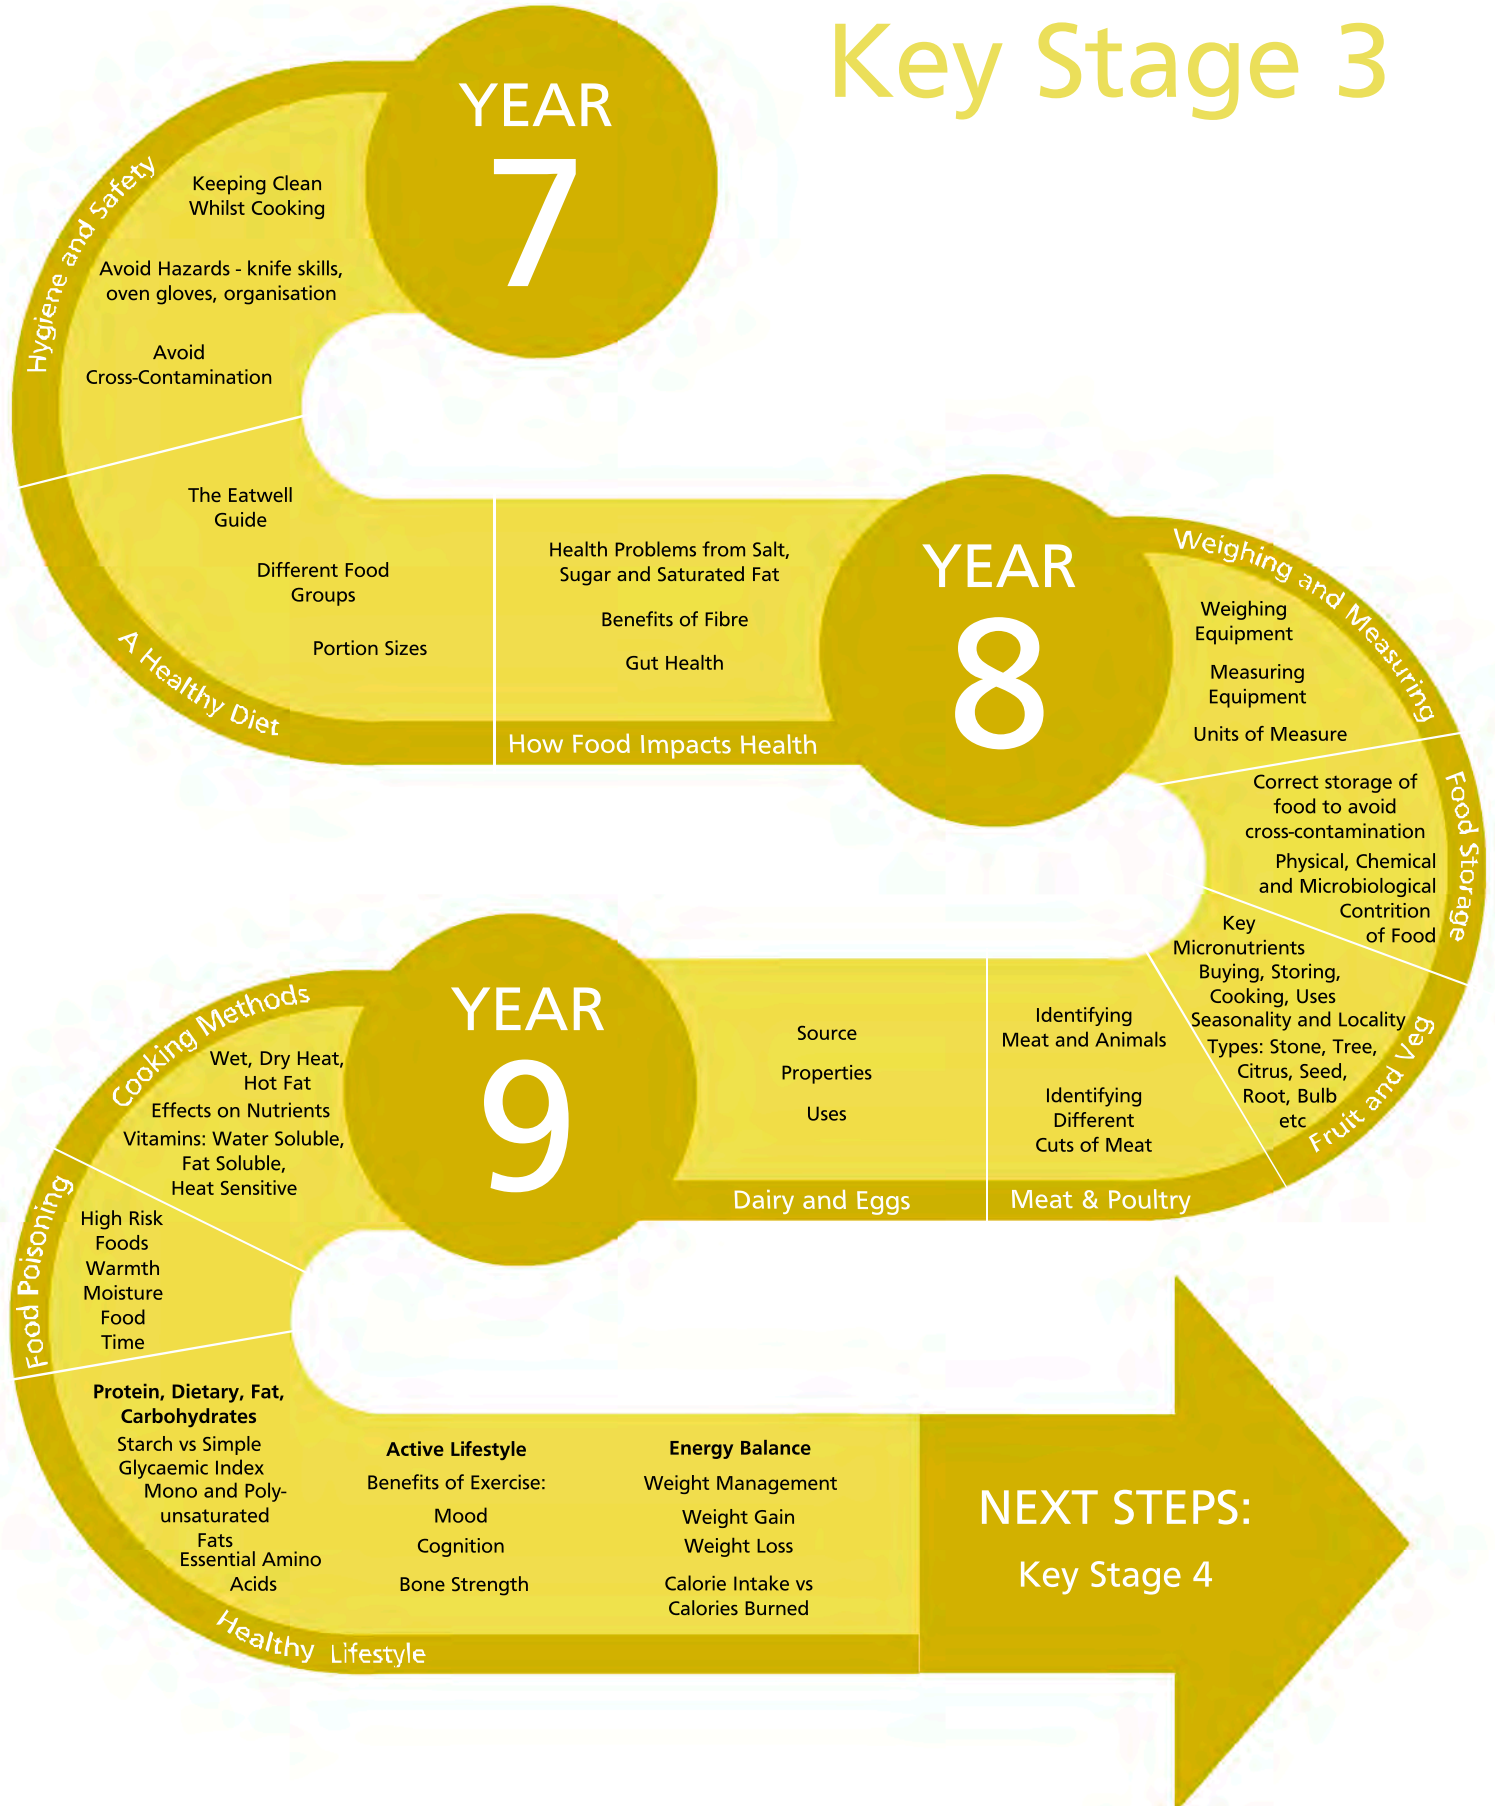 Key Stage 3
YEAR
7
Hygiene and Safety
Keeping Clean
Whilst Cooking
Avoid Hazards - knife skills,
oven gloves, organisation
Avoid
Cross-Contamination
A Healthy Diet
The Eatwell
Guide
Different Food
Groups
Portion Sizes
Health Problems from Salt,
Sugar and Saturated Fat
Benefits of Fibre
Gut Health
How Food Impacts Health
YEAR
8
Weighing and Measuring
Weighing
Equipment
Measuring
Equipment
Units of Measure
Food Storage
Correct storage of
food to avoid
cross-contamination
Physical, Chemical
and Microbiological
Contrition
of Food
Fruit and Veg
Key
Micronutrients
Buying, Storing,
Cooking, Uses
Seasonality and Locality
Types: Stone, Tree,
Citrus, Seed,
Root, Bulb
etc
Identifying
Meat and Animals
Identifying
Different
Cuts of Meat
Meat & Poultry
Source
Properties
Uses
Dairy and Eggs
YEAR
9
Cooking Methods
Wet, Dry Heat,
Hot Fat
Effects on Nutrients
Vitamins: Water Soluble,
Fat Soluble,
Heat Sensitive
Food Poisoning
High Risk
Foods
Warmth
Moisture
Food
Time
Protein, Dietary, Fat,
Carbohydrates
Starch vs Simple
Glycaemic Index
Mono and Poly-
unsaturated
Fats
Essential Amino
Acids
Active Lifestyle
Benefits of Exercise:
Mood
Cognition
Bone Strength
Energy Balance
Weight Management
Weight Gain
Weight Loss
Calorie Intake vs
Calories Burned
Healthy Lifestyle
NEXT STEPS:
Key Stage 4